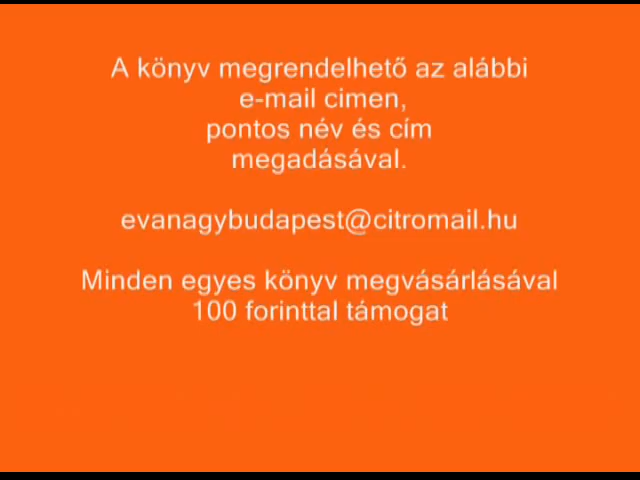 A könyv megrendelhető az alábbi
e-mail cimen,
pontos név és cím
megadásával.
evanagybudapest@citromail.hu
Minden egyes könyv megvásárlásával
100 forinttal támogat